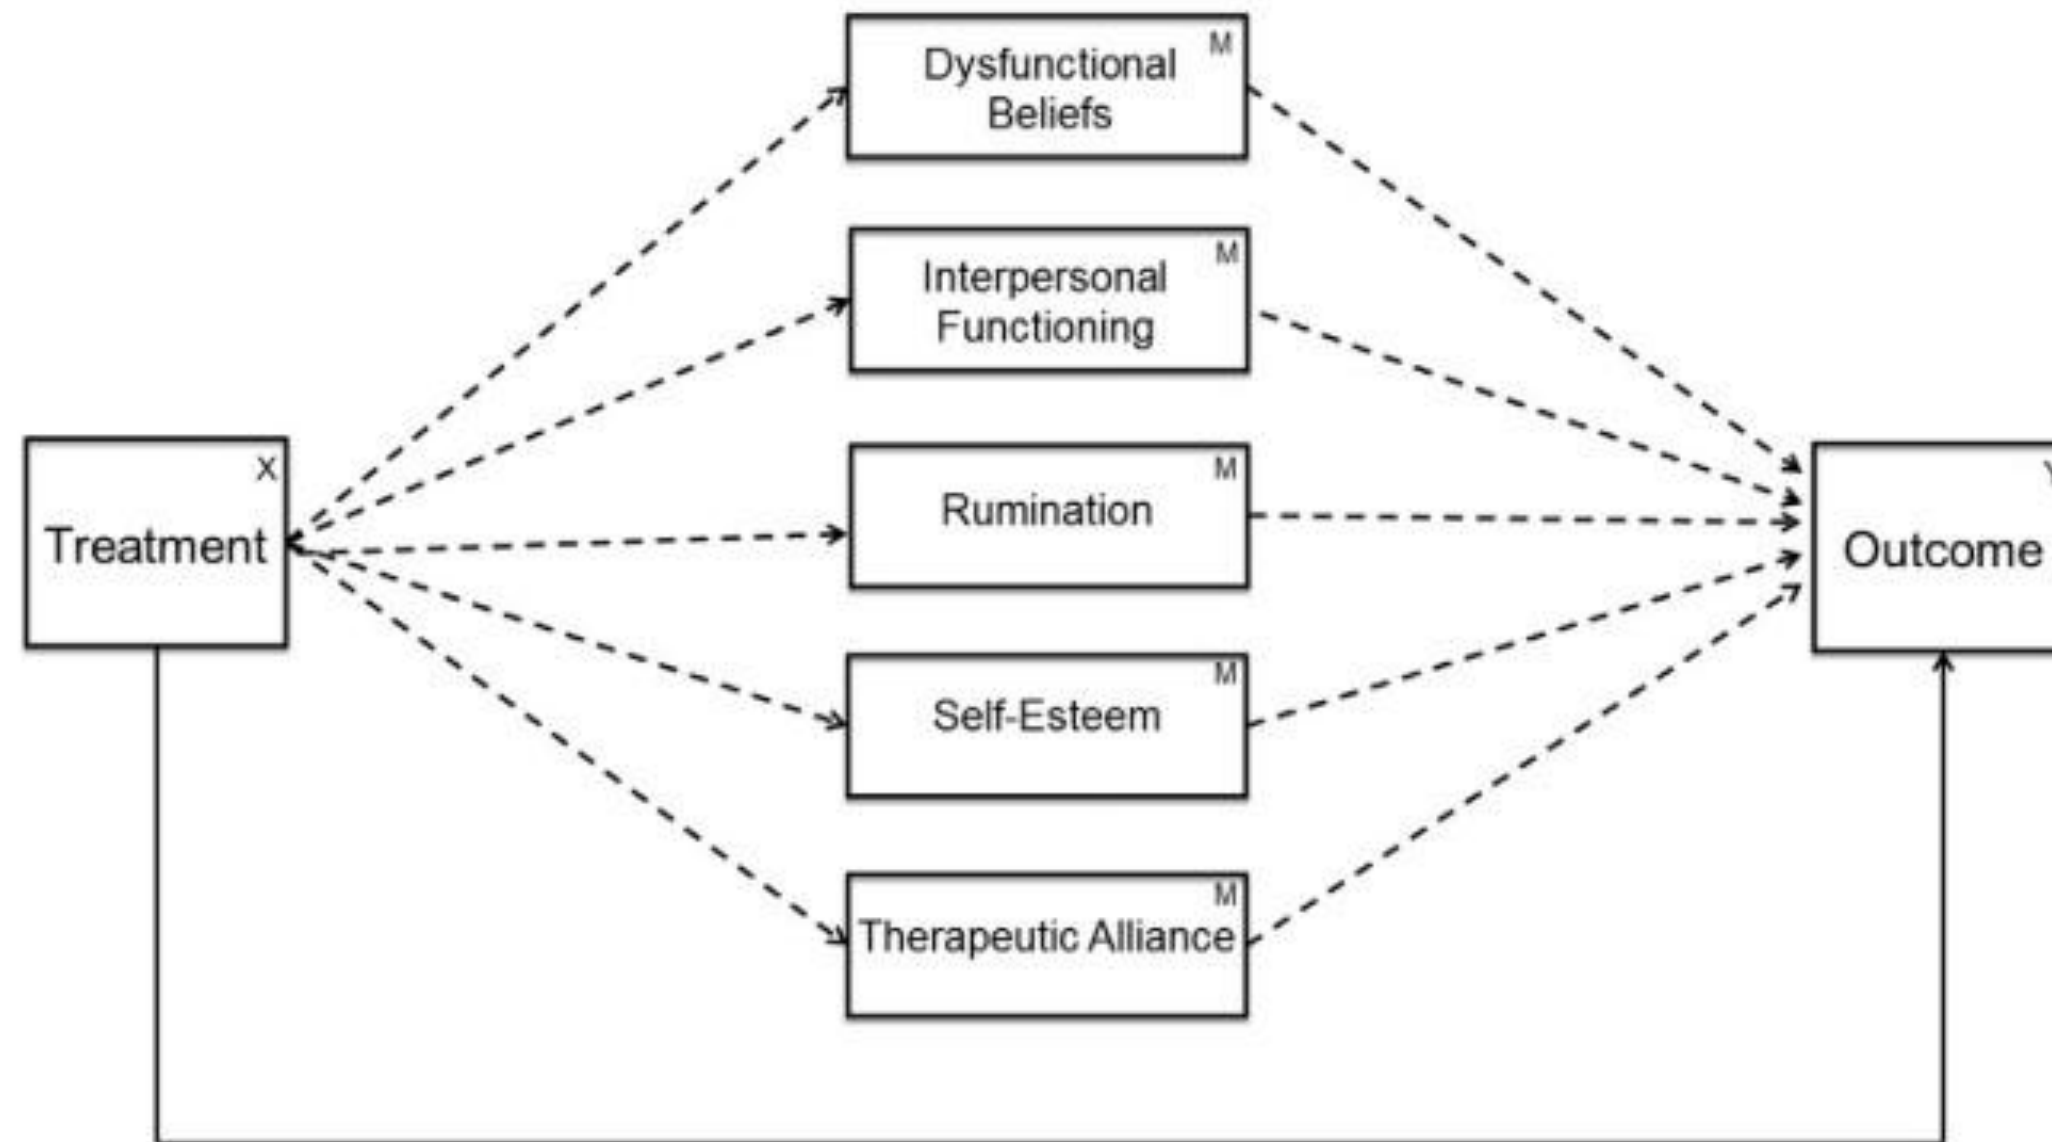 M
Dysfunctional
Beliefs
M
Interpersonal
Functioning
X
Treatment
M
Rumination
Outcome
M
Self-Esteem
M
Therapeutic Alliance